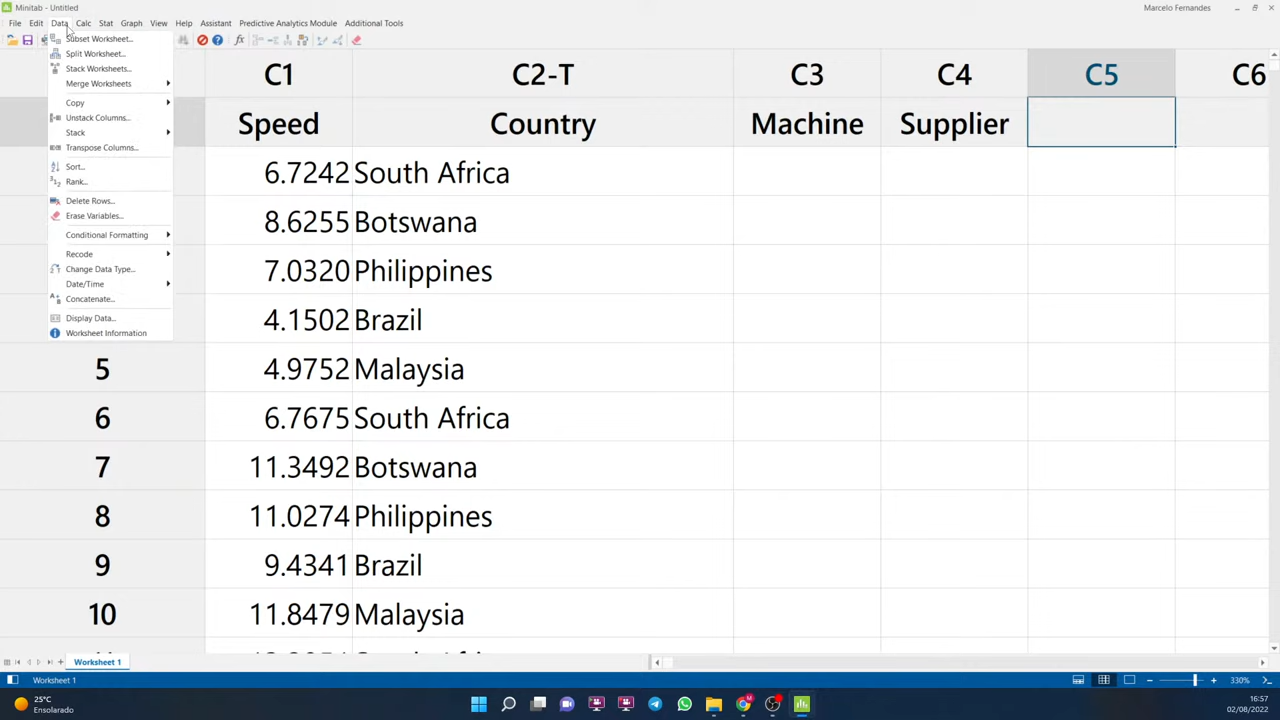 Minitab - Untitled
Marcelo Fernandes
File Edit Data Calc Stat Graph View Help Assistant Predictive Analytics Module Additional Tools
Subset Worksheet...
Split Worksheet...
Stack Worksheets...
Merge Worksheets
Copy
Unstack Columns...
Stack
Transpose Columns...
Sort...
Rank...
Delete Rows...
Erase Variables...
Conditional Formatting
Recode
Change Data Type...
Date/Time
Concatenate...
Display Data...
Worksheet Information
C1 C2-T C3 C4 C5 C6
Speed Country Machine Supplier
6.7242 South Africa
8.6255 Botswana
7.0320 Philippines
4.1502 Brazil
5 4.9752 Malaysia
6 6.7675 South Africa
7 11.3492 Botswana
8 11.0274 Philippines
9 9.4341 Brazil
10 11.8479 Malaysia
Worksheet 1
Worksheet 1
330%
25°C
Ensolarado
16:57
02/08/2022